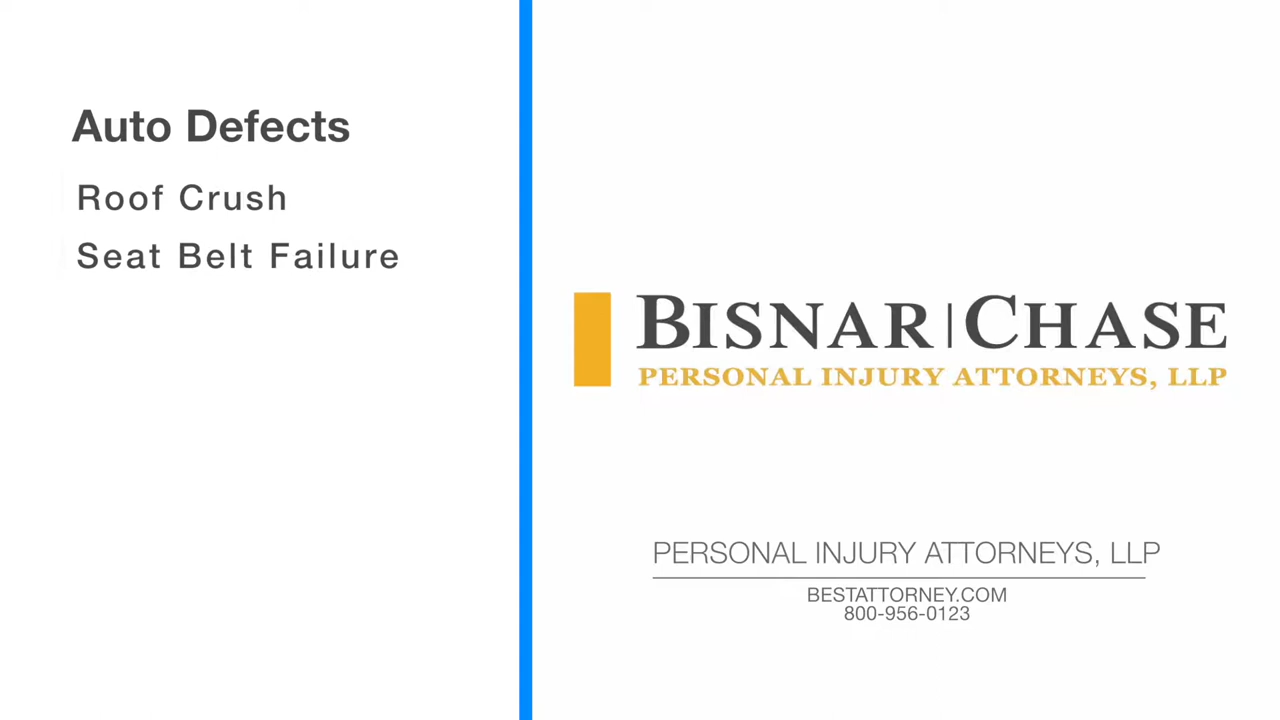 Auto Defects
Roof Crush
Seat Belt Failure
BISNAR|CHASE
PERSONAL INJURY ATTORNEYS, LLP
PERSONAL INJURY ATTORNEYS, LLP
BESTATTORNEY.COM
800-956-0123